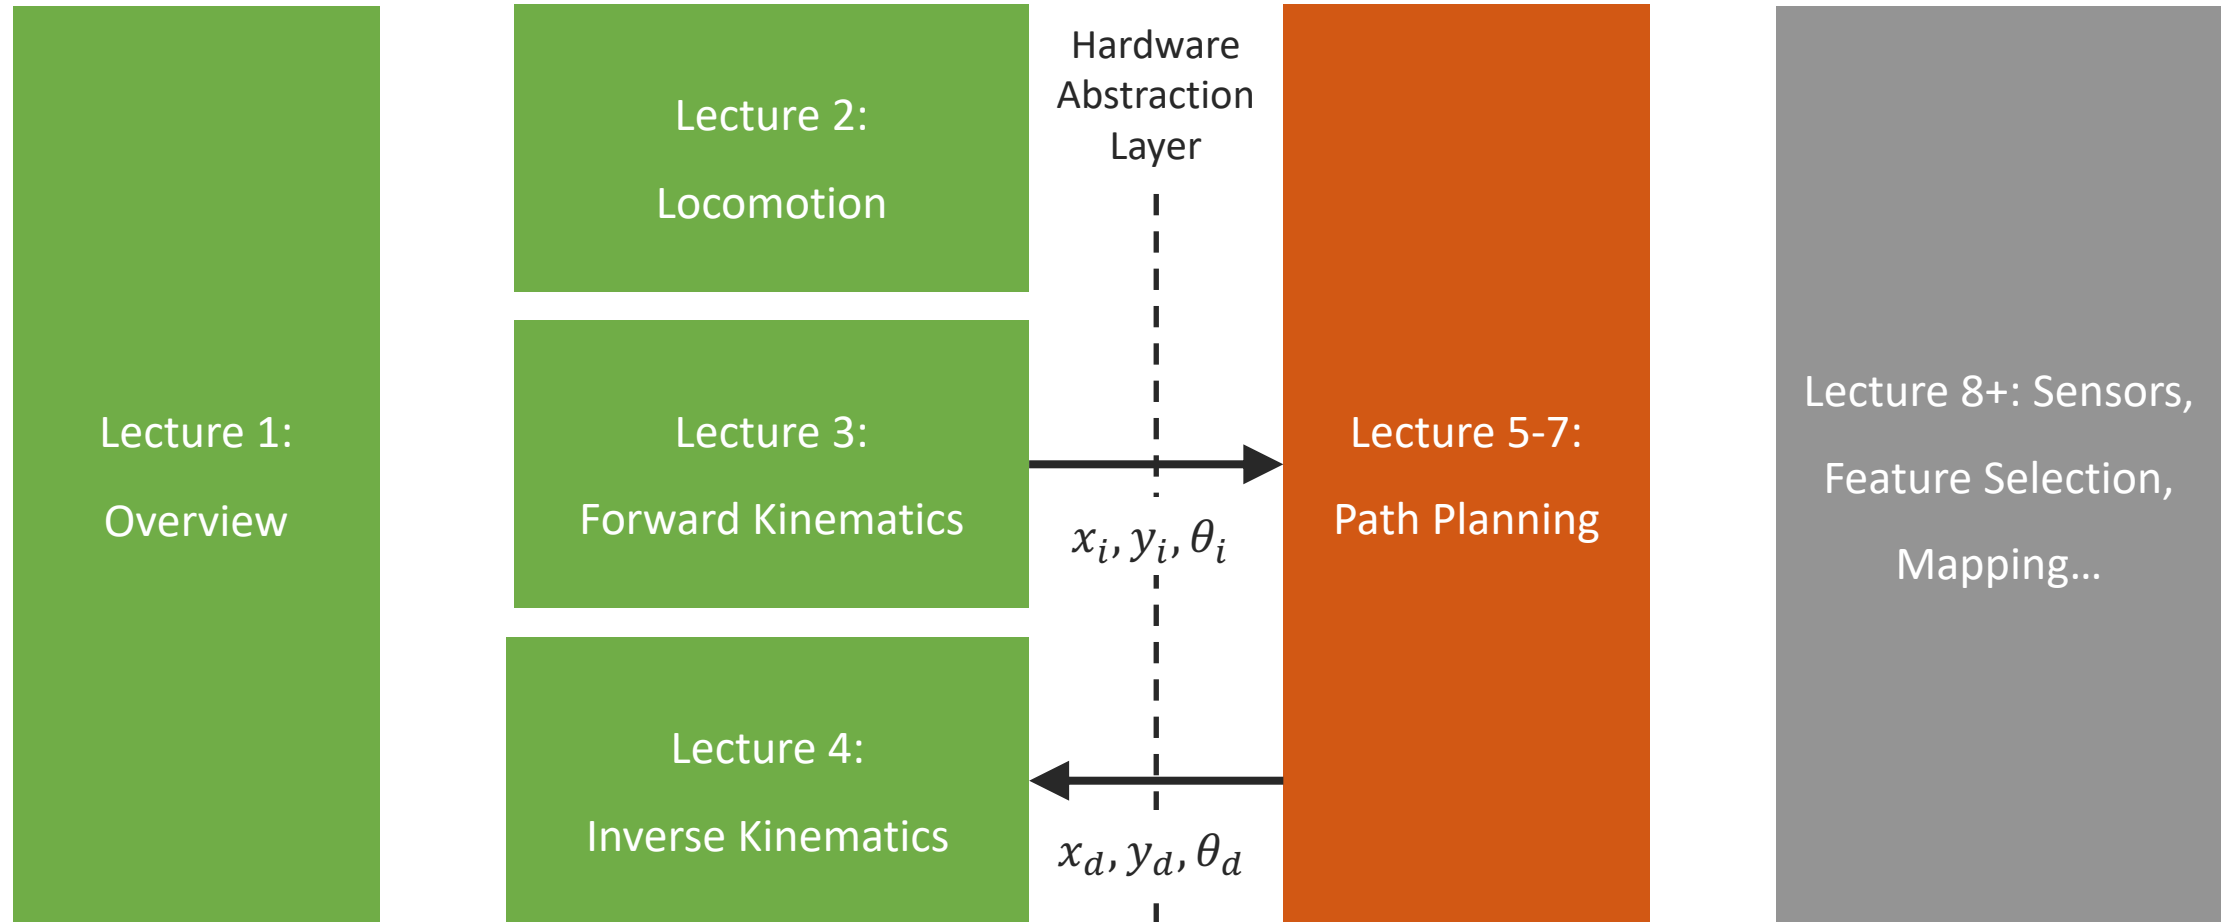 Lecture 1:
Overview
Lecture 2:
Locomotion
Lecture 3:
Forward Kinematics
Lecture 4:
Inverse Kinematics
Hardware
Abstraction
Layer
x_i, y_i, θ_i
x_d, y_d, θ_d
Lecture 5-7:
Path Planning
Lecture 8+: Sensors,
Feature Selection,
Mapping…